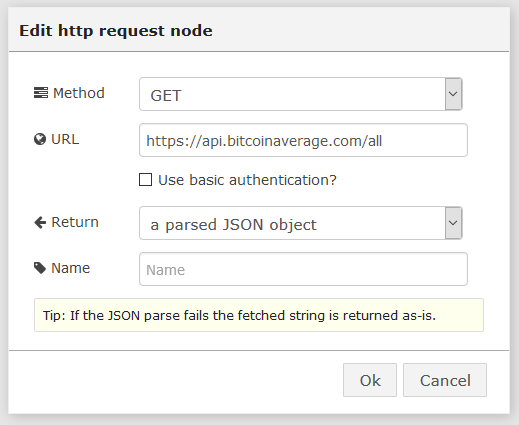 Edit http request node
Method GET
URL https://api.bitcoinaverage.com/all
Use basic authentication?
Return a parsed JSON object
Name Name
Tip: If the JSON parse fails the fetched string is returned as-is.
Ok Cancel